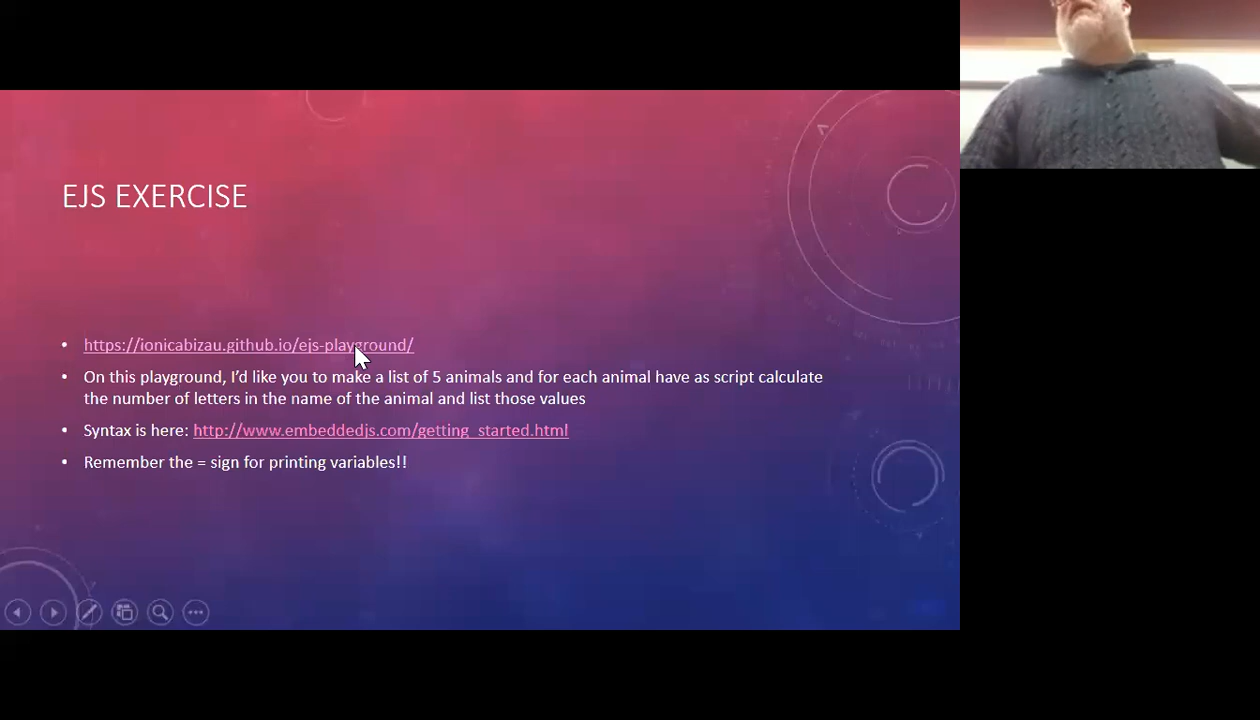 EJS EXERCISE
• https://ionicabizau.github.io/ejs-playground/
• On this playground, I’d like you to make a list of 5 animals and for each animal have as script calculate
the number of letters in the name of the animal and list those values
• Syntax is here: http://www.embeddedjs.com/getting_started.html
• Remember the = sign for printing variables!!